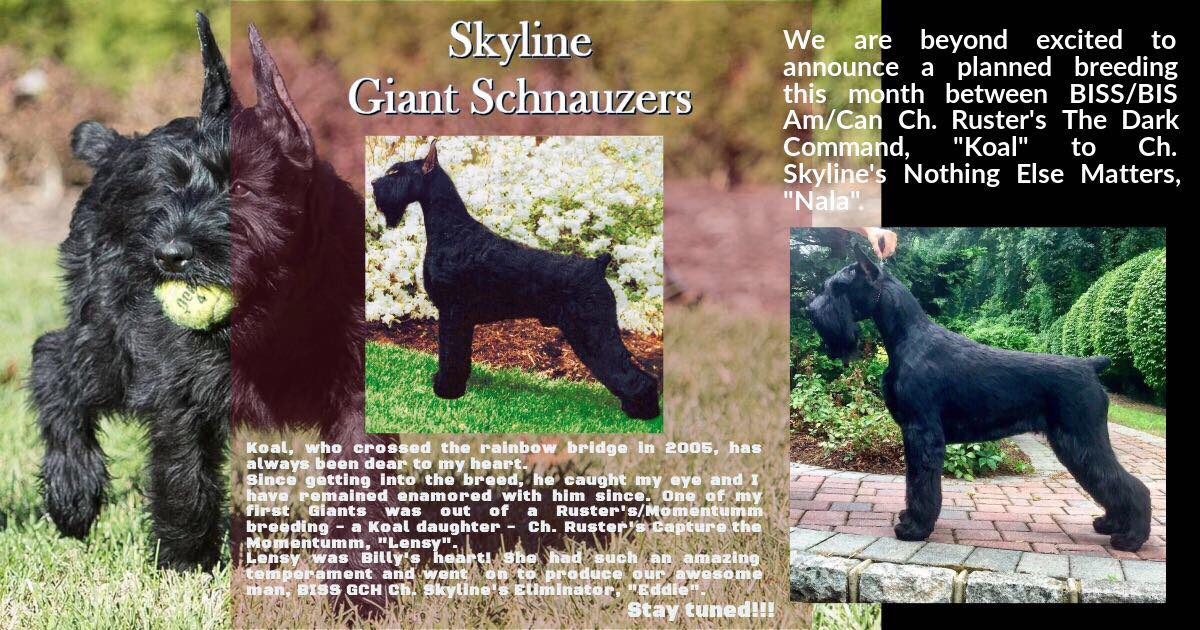 Skyline
Giant Schnauzers
We are beyond excited to
announce a planned breeding
this month between BISS/BIS
Am/Can Ch. Ruster's The Dark
Command, "Koal" to Ch.
Skyline's Nothing Else Matters,
"Nala".
Koal, who crossed the rainbow bridge in 2005, has
always been dear to my heart.
Since getting into the breed, he caught my eye and I
have remained enamored with him since. One of my
first Giants was out of a Ruster's/Momentumm
breeding - a Koal daughter - Ch. Ruster's Capture the
Momentumm, "Lensy".
Lensy was Billy's heart! She had such an amazing
temperament and went on to produce our awesome
man, BISS GCH Ch. Skyline's Eliminator, "Eddie".
Stay tuned!!!